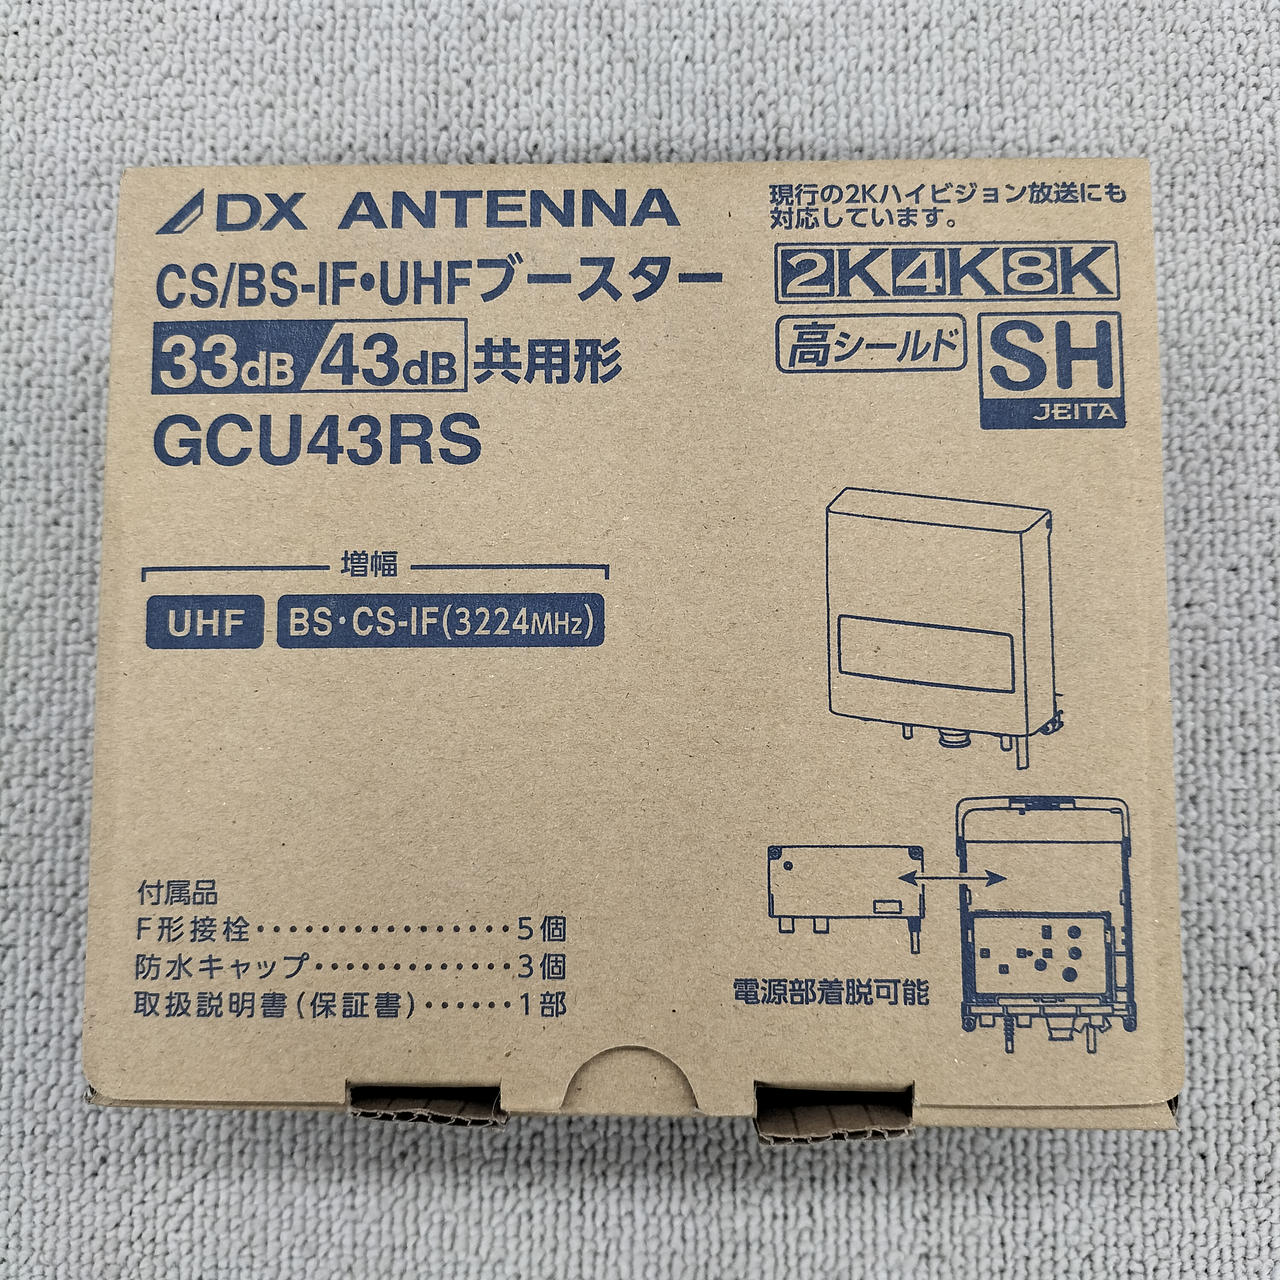 DX ANTENNA
CS/BS-IF・UHFブースター
33dB/43dB共用形
GCU43RS
現行の2Kハイビジョン放送にも
対応しています。
2K4K8K
高シールド
SH
JEITA
増幅
UHF
BS・CS-IF(3224MHz)
付属品
F形接栓・・・・・・・・・・・・・・・・5個
防水キャップ・・・・・・・・・・・・・3個
取扱説明書(保証書)・・・・・・1部
電源部着脱可能